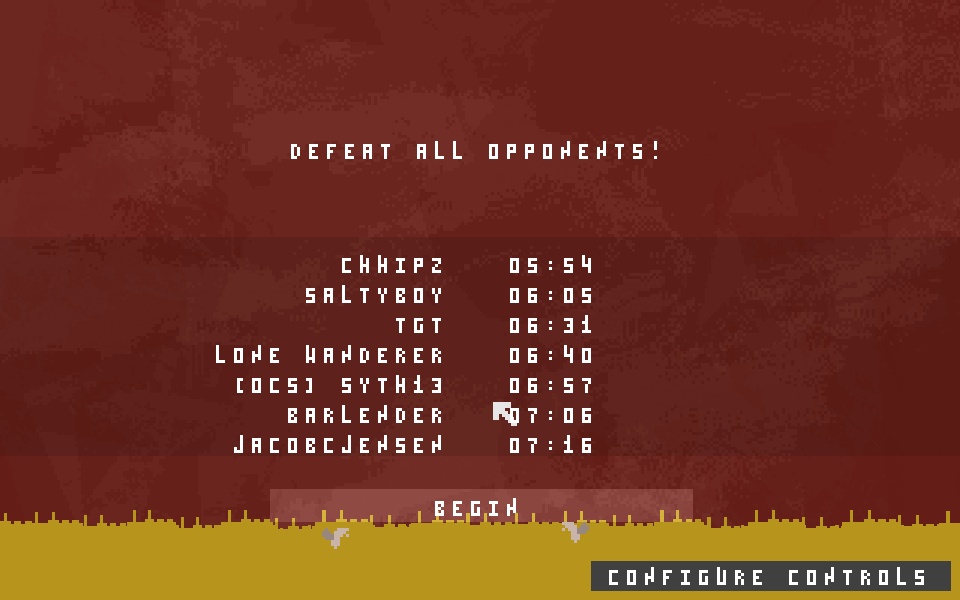 DEFEAT ALL OPPONENTS!
CHHIPZ 05:54
SALTYBOY 06:05
TGT 06:31
LONE WANDERER 06:40
[OCS] SYTH13 06:57
BARLENDER 07:06
JACOBCJENSEN 07:16
BEGIN
CONFIGURE CONTROLS